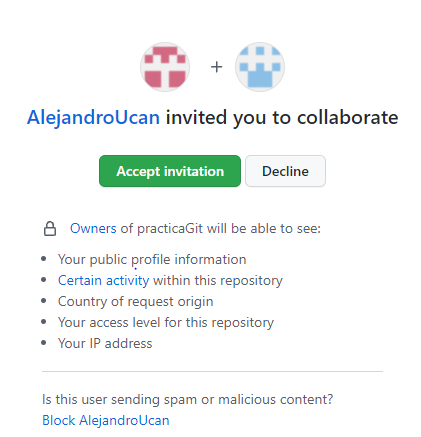 +
AlejandroUcan invited you to collaborate
Accept invitation Decline
Owners of practicaGit will be able to see:
• Your public profile information
• Certain activity within this repository
• Country of request origin
• Your access level for this repository
• Your IP address
Is this user sending spam or malicious content?
Block AlejandroUcan